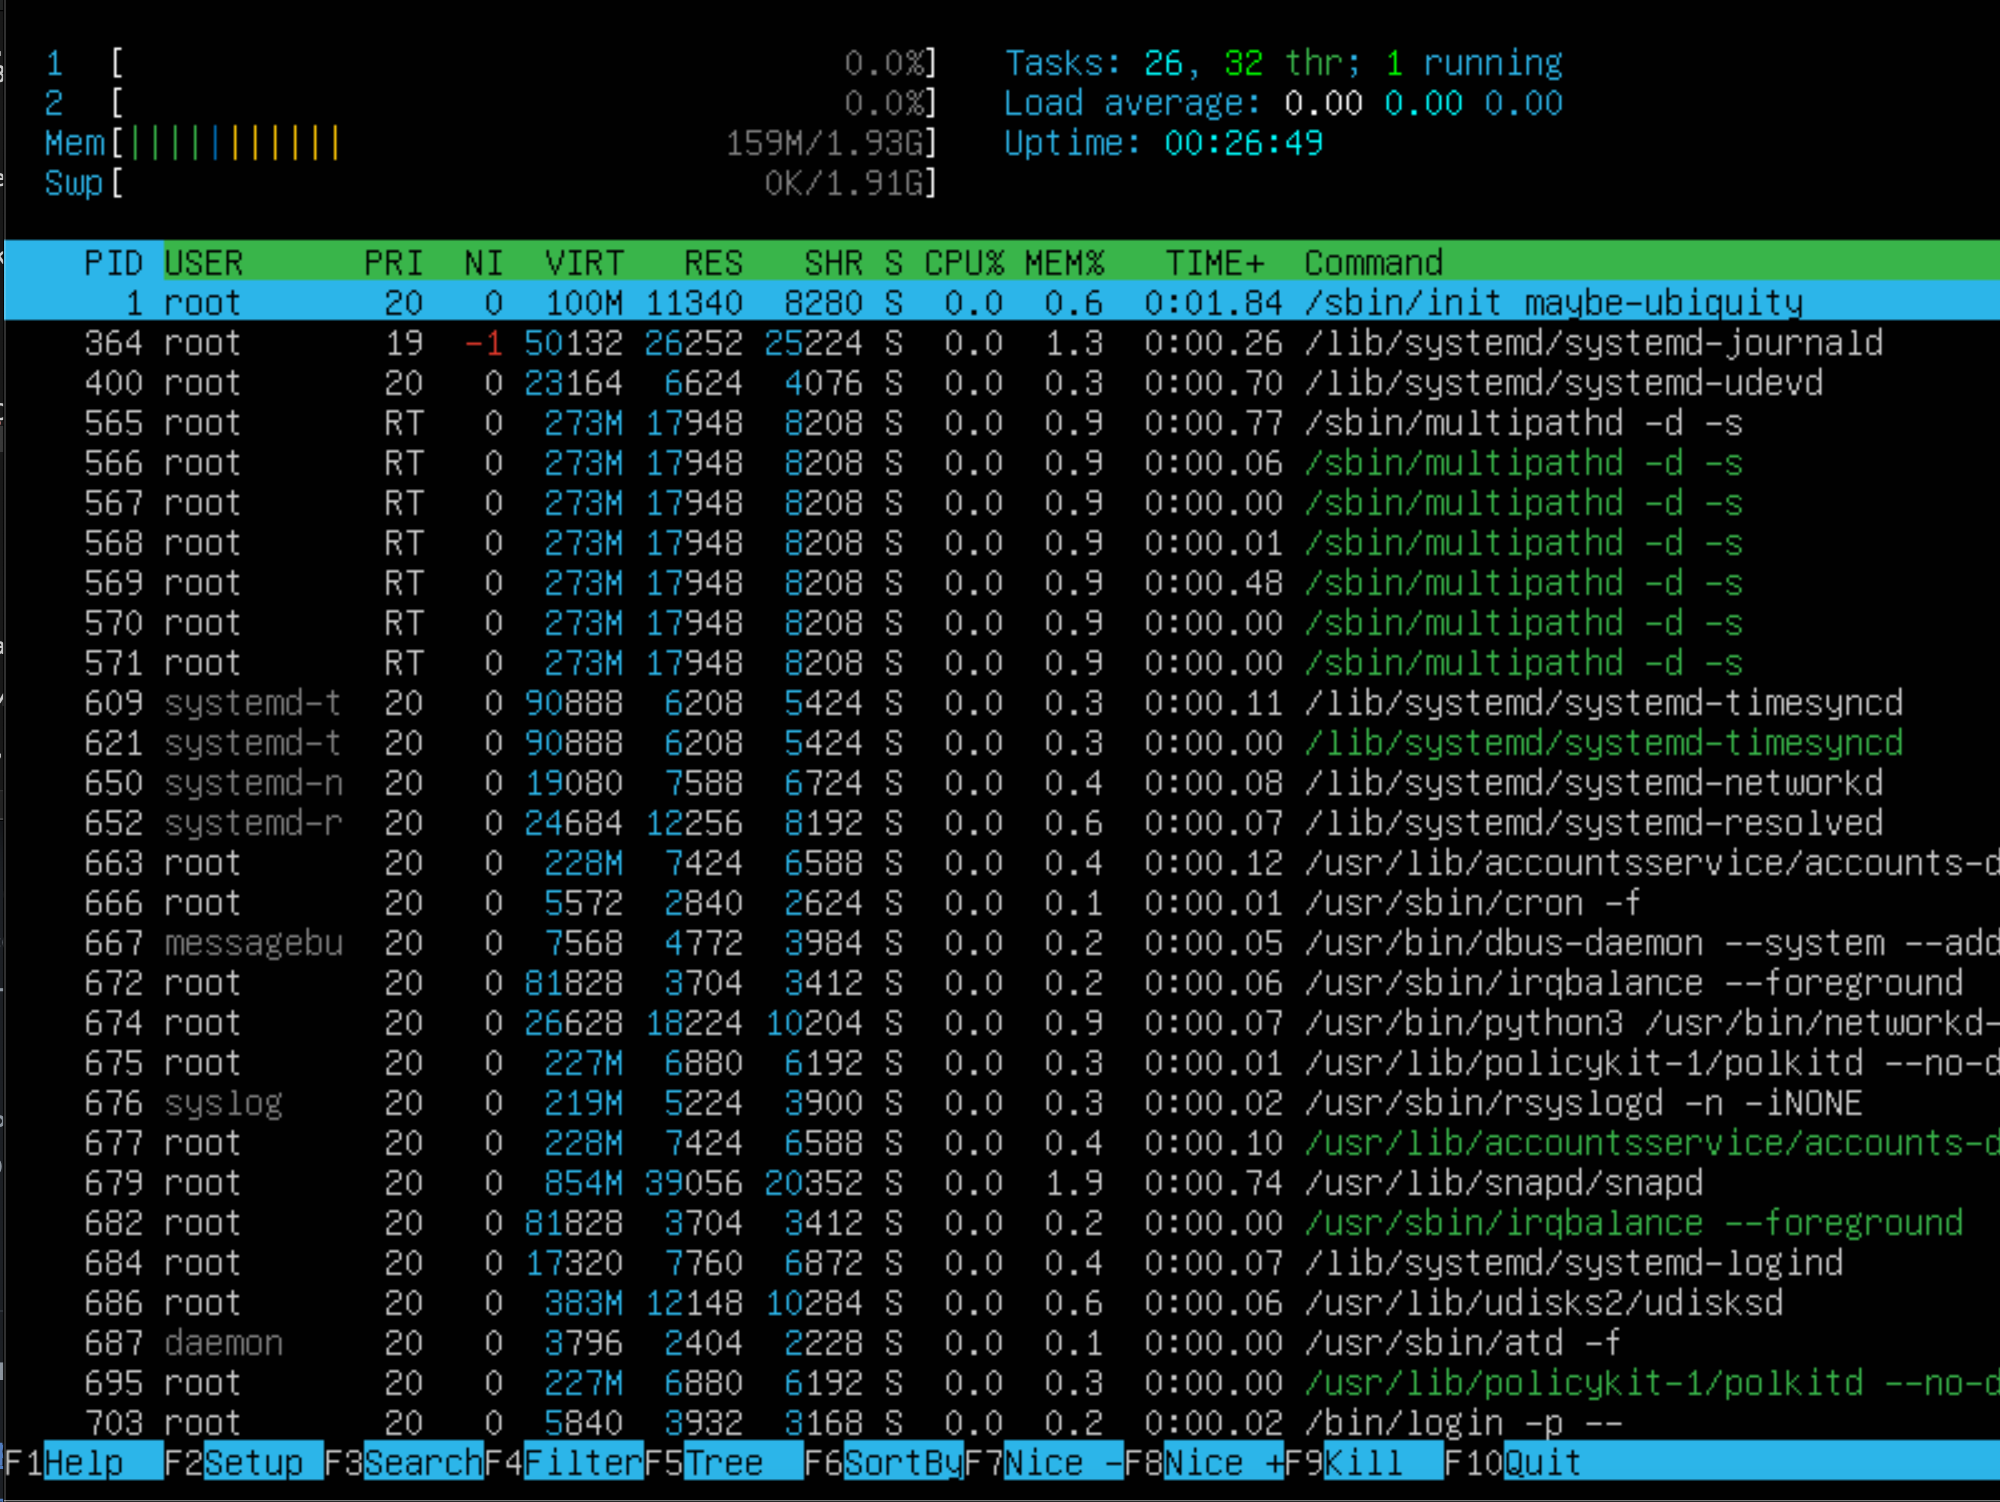 1 [ 0.0%] Tasks: 26, 32 thr; 1 running
2 [ 0.0%] Load average: 0.00 0.00 0.00
Mem[||||||||||| 159M/1.93G] Uptime: 00:26:49
Swp[ 0K/1.91G]
PID USER PRI NI VIRT RES SHR S CPU% MEM% TIME+ Command
1 root 20 0 100M 11340 8280 S 0.0 0.6 0:01.84 /sbin/init maybe-ubiquity
364 root 19 -1 50132 26252 25224 S 0.0 1.3 0:00.26 /lib/systemd/systemd-journald
400 root 20 0 23164 6624 4076 S 0.0 0.3 0:00.70 /lib/systemd/systemd-udevd
565 root RT 0 273M 17948 8208 S 0.0 0.9 0:00.77 /sbin/multipathd -d -s
566 root RT 0 273M 17948 8208 S 0.0 0.9 0:00.06 /sbin/multipathd -d -s
567 root RT 0 273M 17948 8208 S 0.0 0.9 0:00.00 /sbin/multipathd -d -s
568 root RT 0 273M 17948 8208 S 0.0 0.9 0:00.01 /sbin/multipathd -d -s
569 root RT 0 273M 17948 8208 S 0.0 0.9 0:00.48 /sbin/multipathd -d -s
570 root RT 0 273M 17948 8208 S 0.0 0.9 0:00.00 /sbin/multipathd -d -s
571 root RT 0 273M 17948 8208 S 0.0 0.9 0:00.00 /sbin/multipathd -d -s
609 systemd-t 20 0 90888 6208 5424 S 0.0 0.3 0:00.11 /lib/systemd/systemd-timesyncd
621 systemd-t 20 0 90888 6208 5424 S 0.0 0.3 0:00.00 /lib/systemd/systemd-timesyncd
650 systemd-n 20 0 19080 7588 6724 S 0.0 0.4 0:00.08 /lib/systemd/systemd-networkd
652 systemd-r 20 0 24684 12256 8192 S 0.0 0.6 0:00.07 /lib/systemd/systemd-resolved
663 root 20 0 228M 7424 6588 S 0.0 0.4 0:00.12 /usr/lib/accountsservice/accounts-d
666 root 20 0 5572 2840 2624 S 0.0 0.1 0:00.01 /usr/sbin/cron -f
667 messagebu 20 0 7568 4772 3984 S 0.0 0.2 0:00.05 /usr/bin/dbus-daemon --system --add
672 root 20 0 81828 3704 3412 S 0.0 0.2 0:00.06 /usr/sbin/irqbalance --foreground
674 root 20 0 26628 18224 10204 S 0.0 0.9 0:00.07 /usr/bin/python3 /usr/bin/networkd-
675 root 20 0 227M 6880 6192 S 0.0 0.3 0:00.01 /usr/lib/policykit-1/polkitd --no-d
676 syslog 20 0 219M 5224 3900 S 0.0 0.3 0:00.02 /usr/sbin/rsyslogd -n -iNONE
677 root 20 0 228M 7424 6588 S 0.0 0.4 0:00.10 /usr/lib/accountsservice/accounts-d
679 root 20 0 854M 39056 20352 S 0.0 1.9 0:00.74 /usr/lib/snapd/snapd
682 root 20 0 81828 3704 3412 S 0.0 0.2 0:00.00 /usr/sbin/irqbalance --foreground
684 root 20 0 17320 7760 6872 S 0.0 0.4 0:00.07 /lib/systemd/systemd-logind
686 root 20 0 383M 12148 10284 S 0.0 0.6 0:00.06 /usr/lib/udisks2/udisksd
687 daemon 20 0 3796 2404 2228 S 0.0 0.1 0:00.00 /usr/sbin/atd -f
695 root 20 0 227M 6880 6192 S 0.0 0.3 0:00.00 /usr/lib/policykit-1/polkitd --no-d
703 root 20 0 5840 3932 3168 S 0.0 0.2 0:00.02 /bin/login -p --
F1Help F2Setup F3SearchF4FilterF5Tree F6SortByF7Nice -F8Nice +F9Kill F10Quit